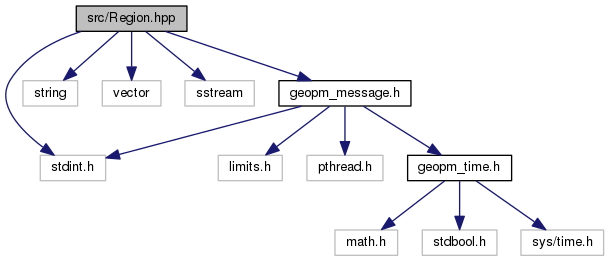 src/Region.hpp
string
vector
sstream
geopm_message.h
stdint.h
limits.h
pthread.h
geopm_time.h
math.h
stdbool.h
sys/time.h